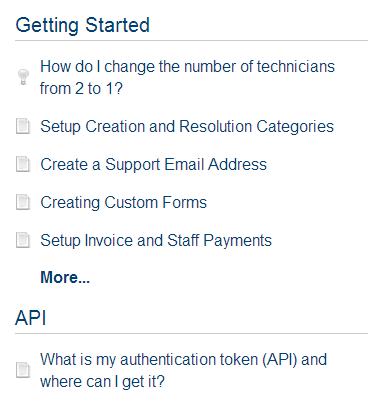 Getting Started
How do I change the number of technicians
from 2 to 1?
Setup Creation and Resolution Categories
Create a Support Email Address
Creating Custom Forms
Setup Invoice and Staff Payments
More...
API
What is my authentication token (API) and
where can I get it?